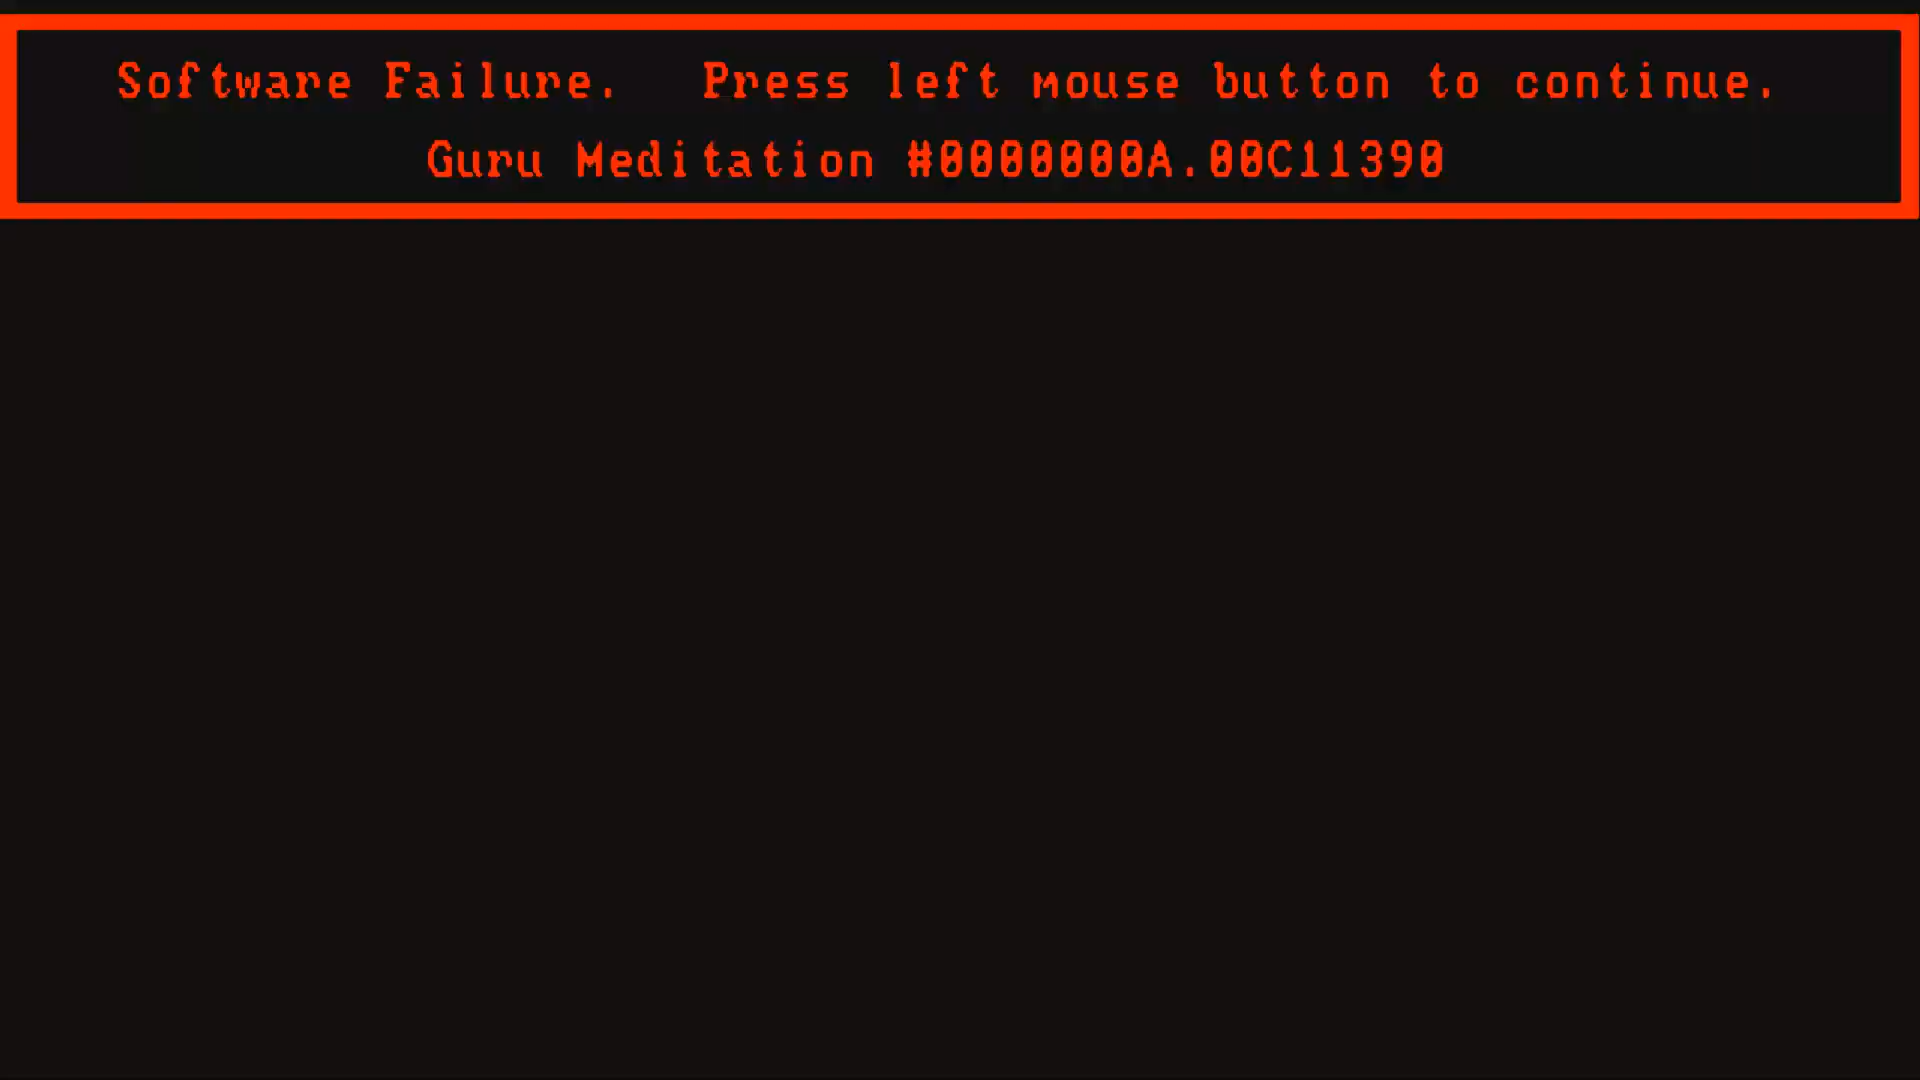 Software Failure.   Press left mouse button to continue.
Guru Meditation #0000000A.00C11390